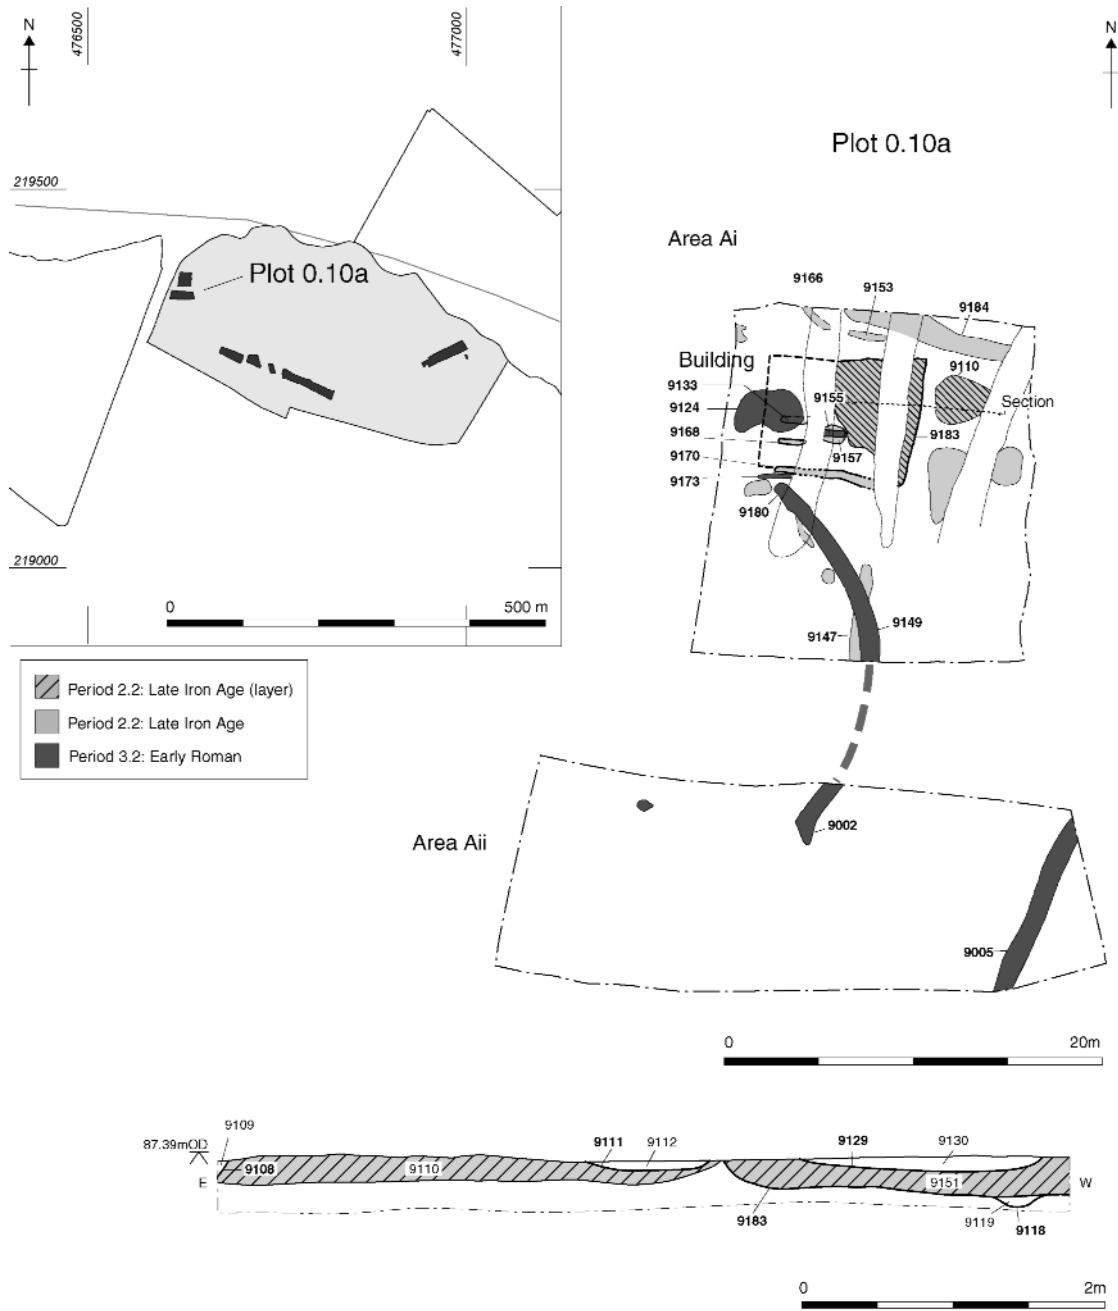 N
476500
477000
219500
Plot 0.10a
219000
0
500 m
Period 2.2: Late Iron Age (layer)
Period 2.2: Late Iron Age
Period 3.2: Early Roman
N
Plot 0.10a
Area Ai
9166
9153
9184
Building
9110
9133
9155
Section
9124
9168
9183
9157
9170
9173
9180
9149
9147
Area Aii
9002
9005
0
20m
9109
87.39mOD
9111
9112
9129
9130
9108
9110
9151
E
W
9183
9119
9118
0
2m